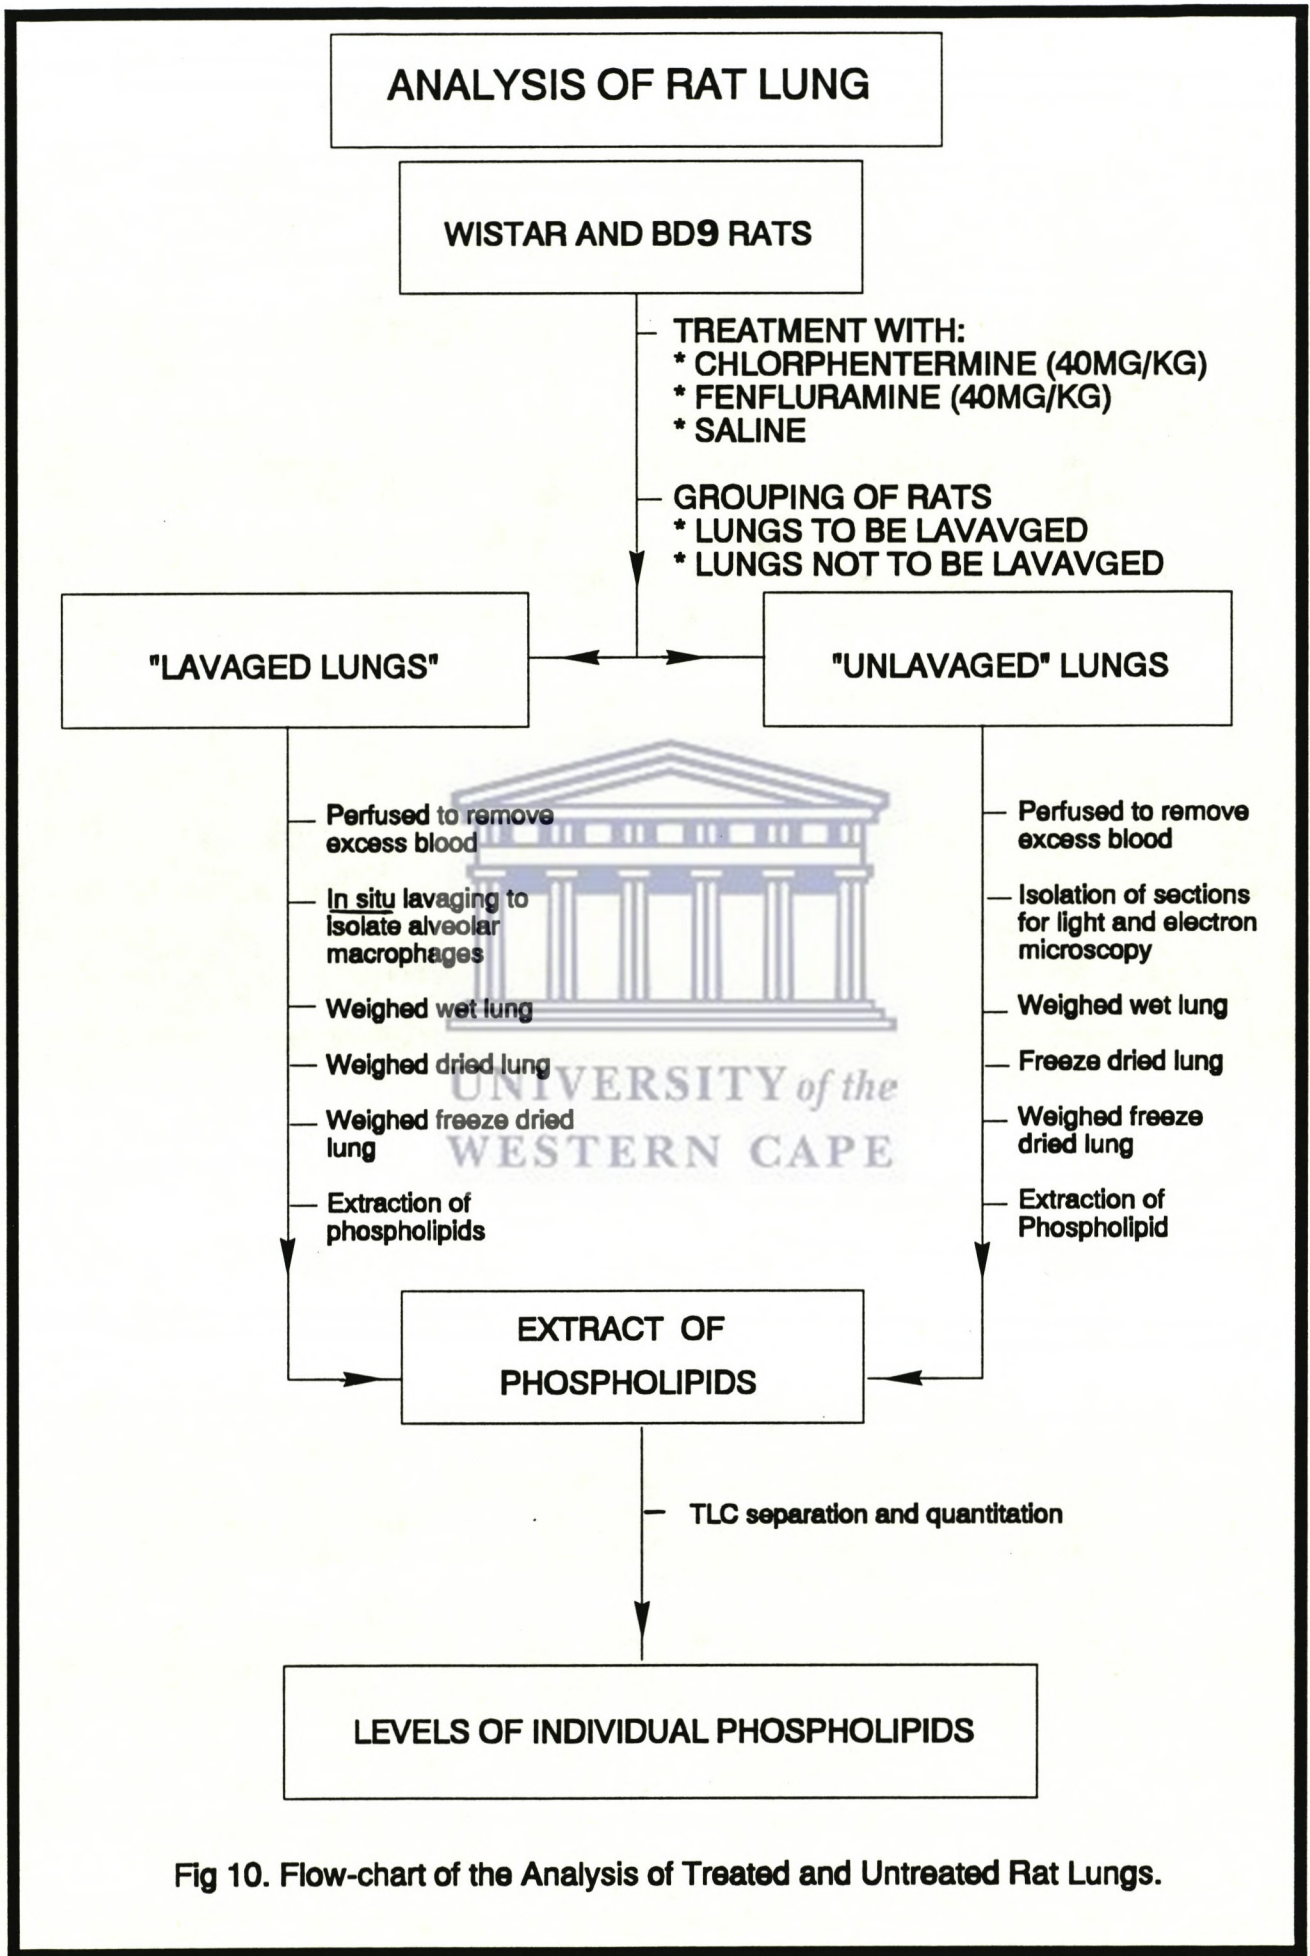 ANALYSIS OF RAT LUNG
WISTAR AND BD9 RATS
TREATMENT WITH:
* CHLORPHENTERMINE (40MG/KG)
* FENFLURAMINE (40MG/KG)
* SALINE
GROUPING OF RATS
* LUNGS TO BE LAVAVGED
* LUNGS NOT TO BE LAVAVGED
"LAVAGED LUNGS"
"UNLAVAGED" LUNGS
Perfused to remove
excess blood
In situ lavaging to
Isolate alveolar
macrophages
Weighed wet lung
Weighed dried lung
Weighed freeze dried
lung
Extraction of
phospholipids
Perfused to remove
excess blood
Isolation of sections
for light and electron
microscopy
Weighed wet lung
Freeze dried lung
Weighed freeze
dried lung
Extraction of
Phospholipid
UNIVERSITY of the
WESTERN CAPE
EXTRACT OF
PHOSPHOLIPIDS
TLC separation and quantitation
LEVELS OF INDIVIDUAL PHOSPHOLIPIDS
Fig 10. Flow-chart of the Analysis of Treated and Untreated Rat Lungs.